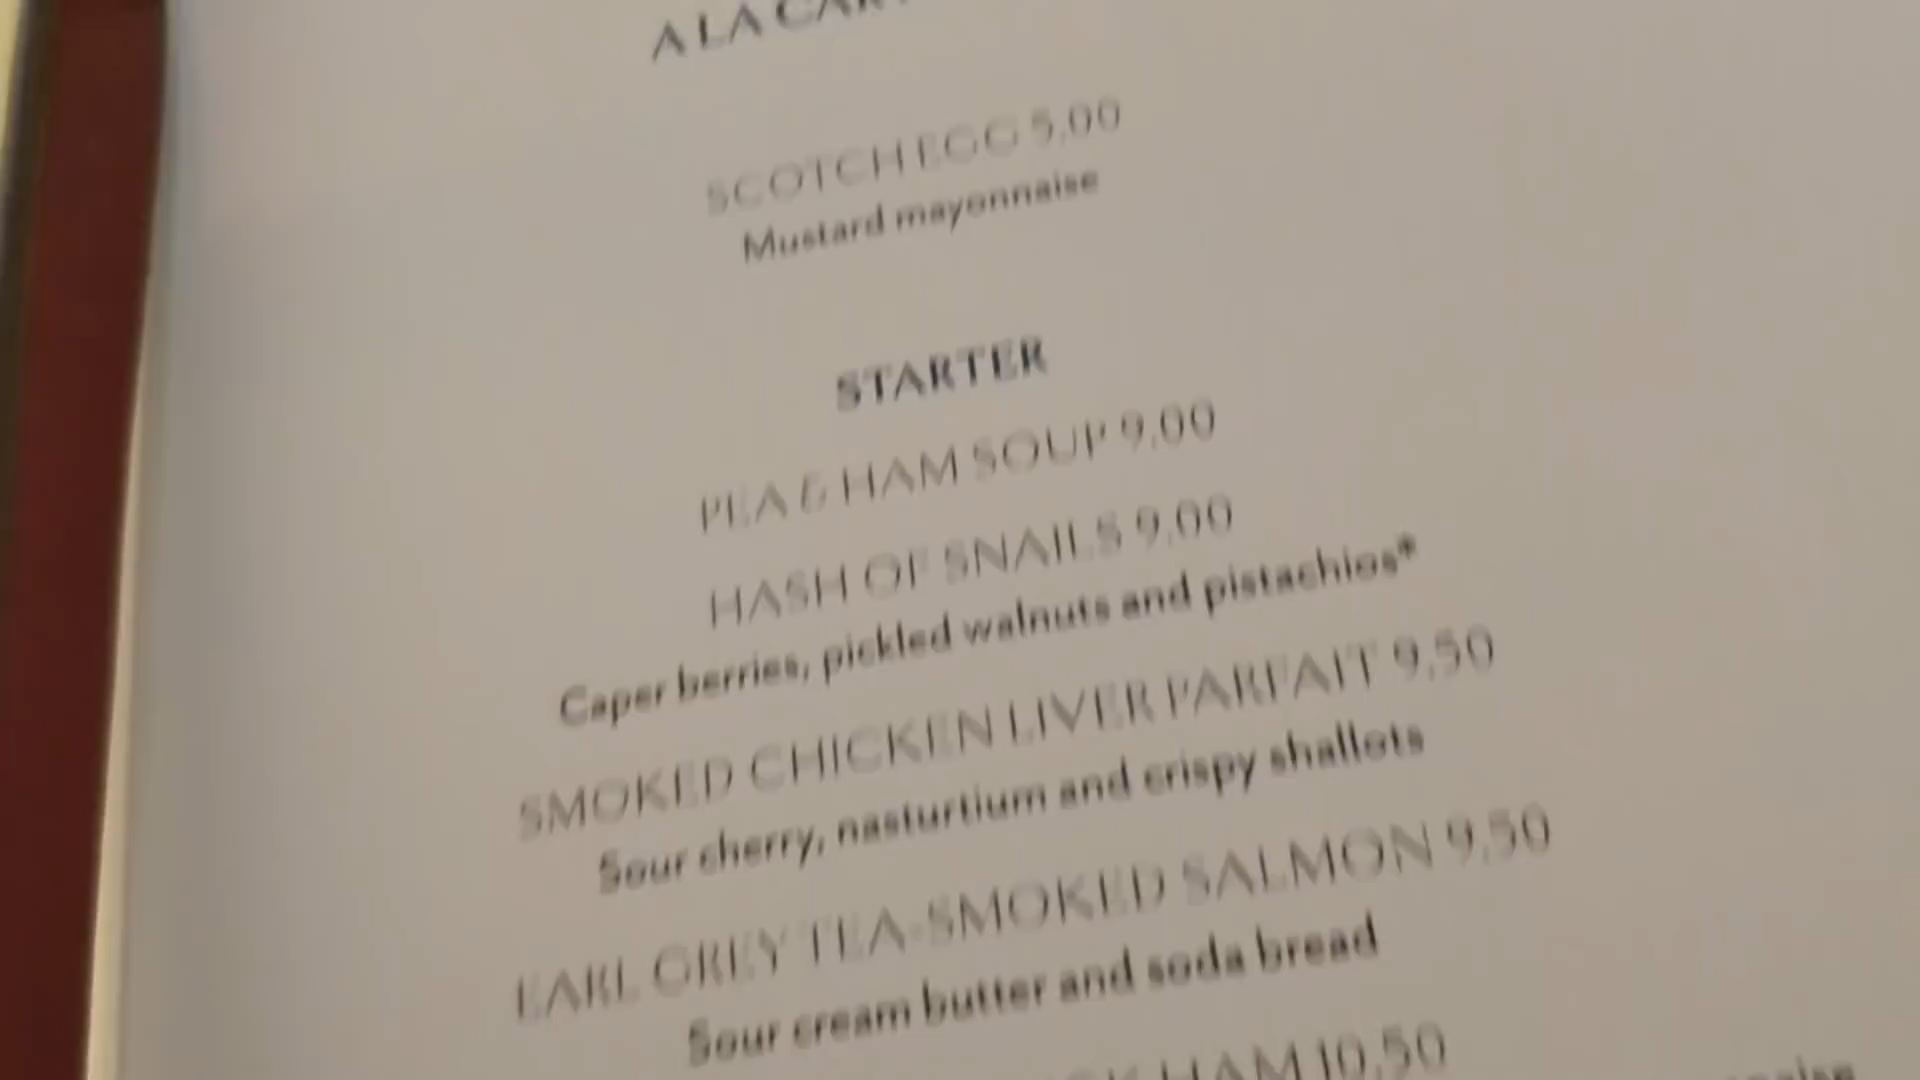 A LA
SCOTCH EGG 5.00
Mustard mayonnaise
STARTER
PEA & HAM SOUP 9.00
HASH OF SNAILS 9.00
Caper berries, pickled walnuts and pistachios*
SMOKED CHICKEN LIVER PARFAIT 9.50
Sour cherry, nasturtium and crispy shallots
EARL GREY TEA-SMOKED SALMON 9.50
Sour cream butter and soda bread
HAM 10.50